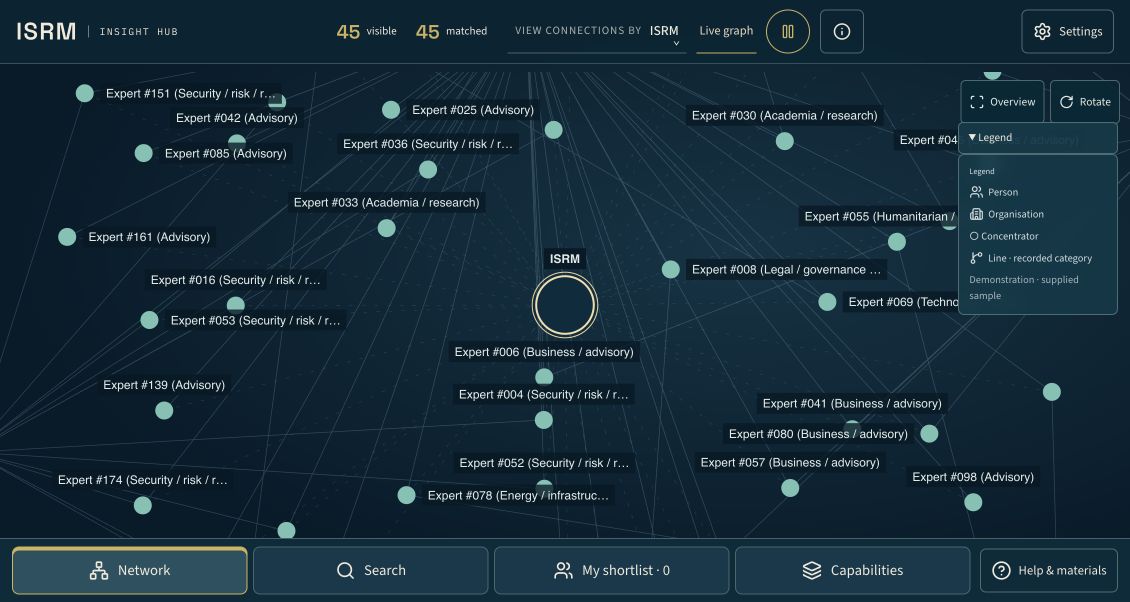 ISRM | INSIGHT HUB
45 visible 45 matched
VIEW CONNECTIONS BY ISRM
Live graph
Settings
Overview
Rotate
Expert #151 (Security / risk / r…
Expert #042 (Advisory)
Expert #085 (Advisory)
Expert #025 (Advisory)
Expert #036 (Security / risk / r…
Expert #030 (Academia / research)
Expert #04
Legend
Legend
Person
Organisation
Concentrator
Line · recorded category
Demonstration · supplied
sample
Expert #033 (Academia / research)
Expert #055 (Humanitarian /
Expert #161 (Advisory)
ISRM
Expert #008 (Legal / governance …
Expert #016 (Security / risk / r…
Expert #069 (Techno
Expert #053 (Security / risk / r…
Expert #006 (Business / advisory)
Expert #139 (Advisory)
Expert #004 (Security / risk / r…
Expert #041 (Business / advisory)
Expert #080 (Business / advisory)
Expert #052 (Security / risk / r…
Expert #057 (Business / advisory)
Expert #174 (Security / risk / r…
Expert #098 (Advisory)
Expert #078 (Energy / infrastruc…
Network
Search
My shortlist · 0
Capabilities
Help & materials